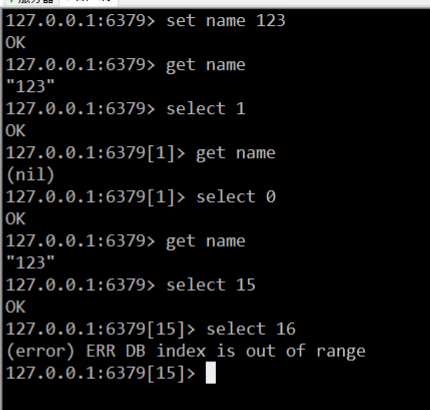 127.0.0.1:6379> set name 123
OK
127.0.0.1:6379> get name
"123"
127.0.0.1:6379> select 1
OK
127.0.0.1:6379[1]> get name
(nil)
127.0.0.1:6379[1]> select 0
OK
127.0.0.1:6379> get name
"123"
127.0.0.1:6379> select 15
OK
127.0.0.1:6379[15]> select 16
(error) ERR DB index is out of range
127.0.0.1:6379[15]>